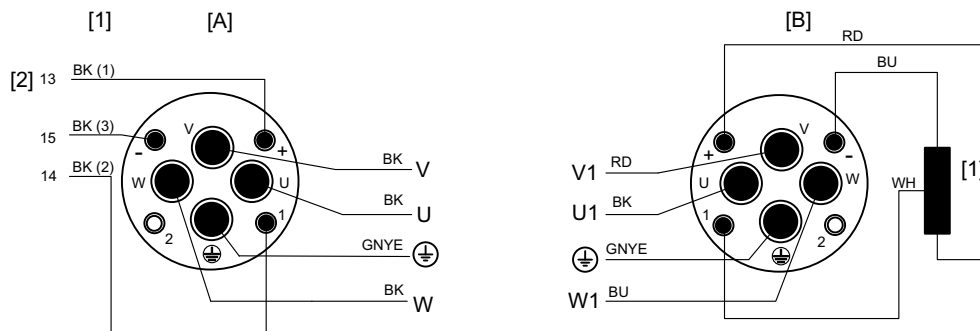 [1] [A] [B]
RD
[2] 13 BK (1)
BU
15 BK (3)
V + V
- + -
BK V V1 RD
14 BK (2) W U U W WH [1]
BK U U1 BK
1 1
2 2
GNYE GNYE
BK W W1 BU